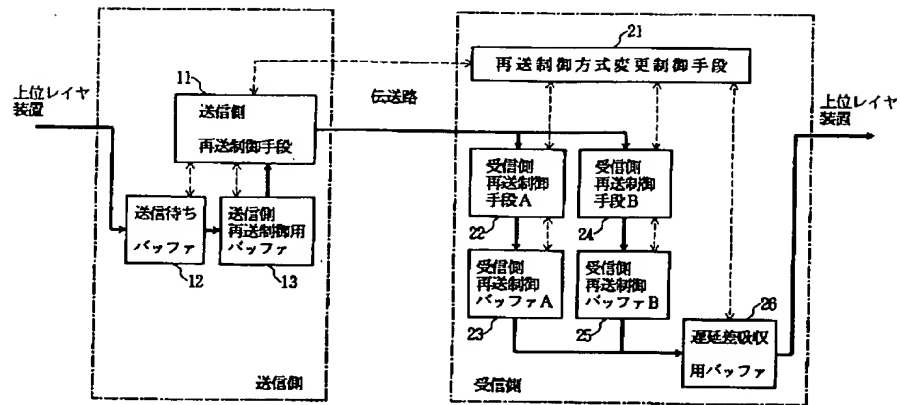 上位レイヤ
装置
11
送信側
再送制御手段
送信待ち
バッファ
12
送信側
再送制御用
バッファ
13
送信側
伝送路
21
再送制御方式変更制御手段
受信側
再送制御
手段A
22
受信側
再送制御
手段B
24
受信側
再送制御
バッファA
23
受信側
再送制御
バッファB
25
26
遅延差吸収
用バッファ
受信側
上位レイヤ
装置